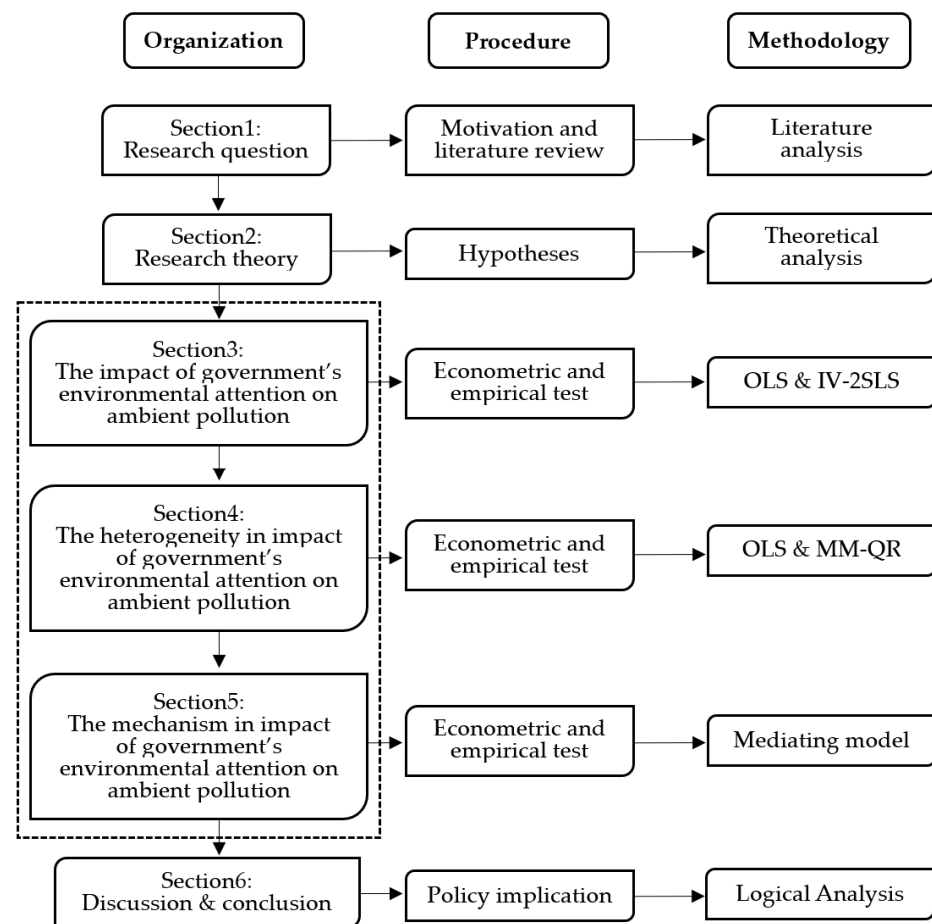 Organization
Procedure
Methodology
Section1:
Research question
Motivation and
literature review
Literature
analysis
Section2:
Research theory
Hypotheses
Theoretical
analysis
Section3:
The impact of government's
environmental attention on
ambient pollution
Econometric and
empirical test
OLS & IV-2SLS
Section4:
The heterogeneity in impact
of government's
environmental attention on
ambient pollution
Econometric and
empirical test
OLS & MM-QR
Section5:
The mechanism in impact
of government's
environmental attention on
ambient pollution
Econometric and
empirical test
Mediating model
Section6:
Discussion & conclusion
Policy implication
Logical Analysis